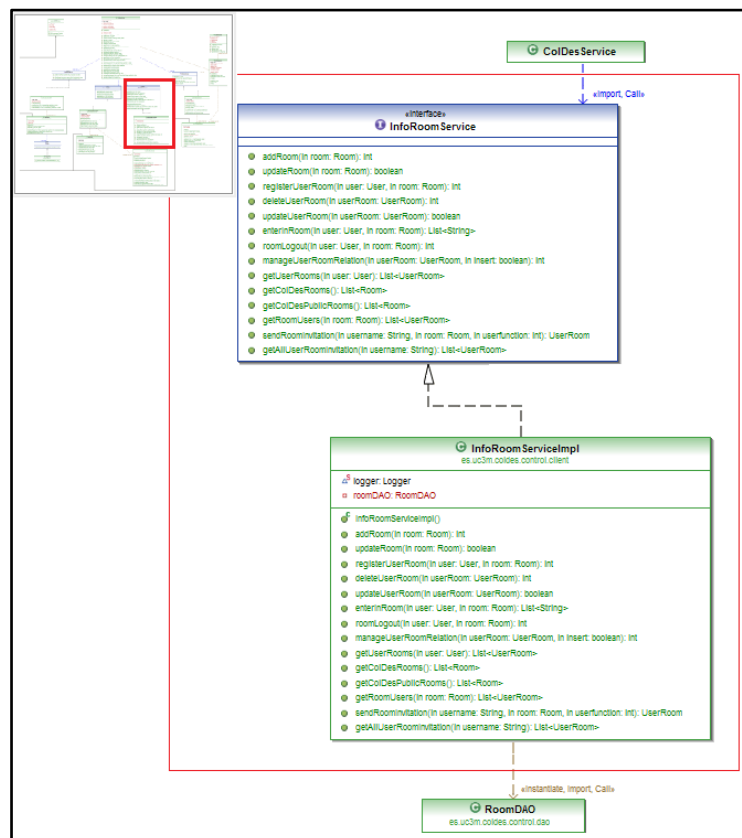 ColDesService
«Import, Call»
«Interface»
InfoRoomService
addRoom(In room: Room): Int
updateRoom(In room: Room): boolean
registerUserRoom(In user: User, In room: Room): Int
deleteUserRoom(In userRoom: UserRoom): Int
updateUserRoom(In userRoom: UserRoom): boolean
enterInRoom(In user: User, In room: Room): List<String>
roomLogout(In user: User, In room: Room): Int
manageUserRoomRelation(In userRoom: UserRoom, In Insert: boolean): Int
getUserRooms(In user: User): List<UserRoom>
getColDesRooms(): List<Room>
getColDesPublicRooms(): List<Room>
getRoomUsers(In room: Room): List<UserRoom>
sendRoomInvitation(In username: String, In room: Room, In userfunction: Int): UserRoom
getAllUserRoomInvitation(In username: String): List<UserRoom>
InfoRoomServiceImpl
es.uc3m.coldes.control.client
logger: Logger
roomDAO: RoomDAO
InfoRoomServiceImpl()
addRoom(In room: Room): Int
updateRoom(In room: Room): boolean
registerUserRoom(In user: User, In room: Room): Int
deleteUserRoom(In userRoom: UserRoom): Int
updateUserRoom(In userRoom: UserRoom): boolean
enterInRoom(In user: User, In room: Room): List<String>
roomLogout(In user: User, In room: Room): Int
manageUserRoomRelation(In userRoom: UserRoom, In Insert: boolean): Int
getUserRooms(In user: User): List<UserRoom>
getColDesRooms(): List<Room>
getColDesPublicRooms(): List<Room>
getRoomUsers(In room: Room): List<UserRoom>
sendRoomInvitation(In username: String, In room: Room, In userfunction: Int): UserRoom
getAllUserRoomInvitation(In username: String): List<UserRoom>
«Instantiate, Import, Call»
RoomDAO
es.uc3m.coldes.control.dao